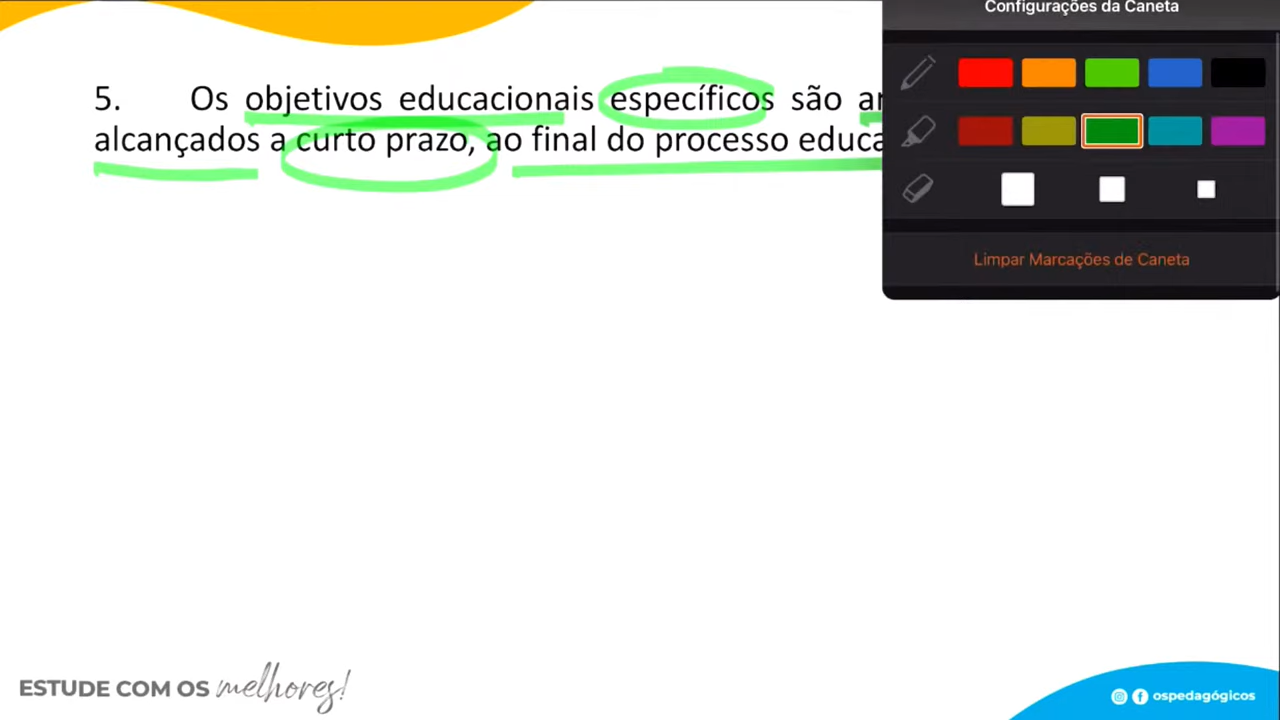 Configurações da Caneta
5. Os objetivos educacionais específicos são
alcançados a curto prazo, ao final do processo
Limpar Marcações de Caneta
ESTUDE COM OS melhores!
ospedagógicos